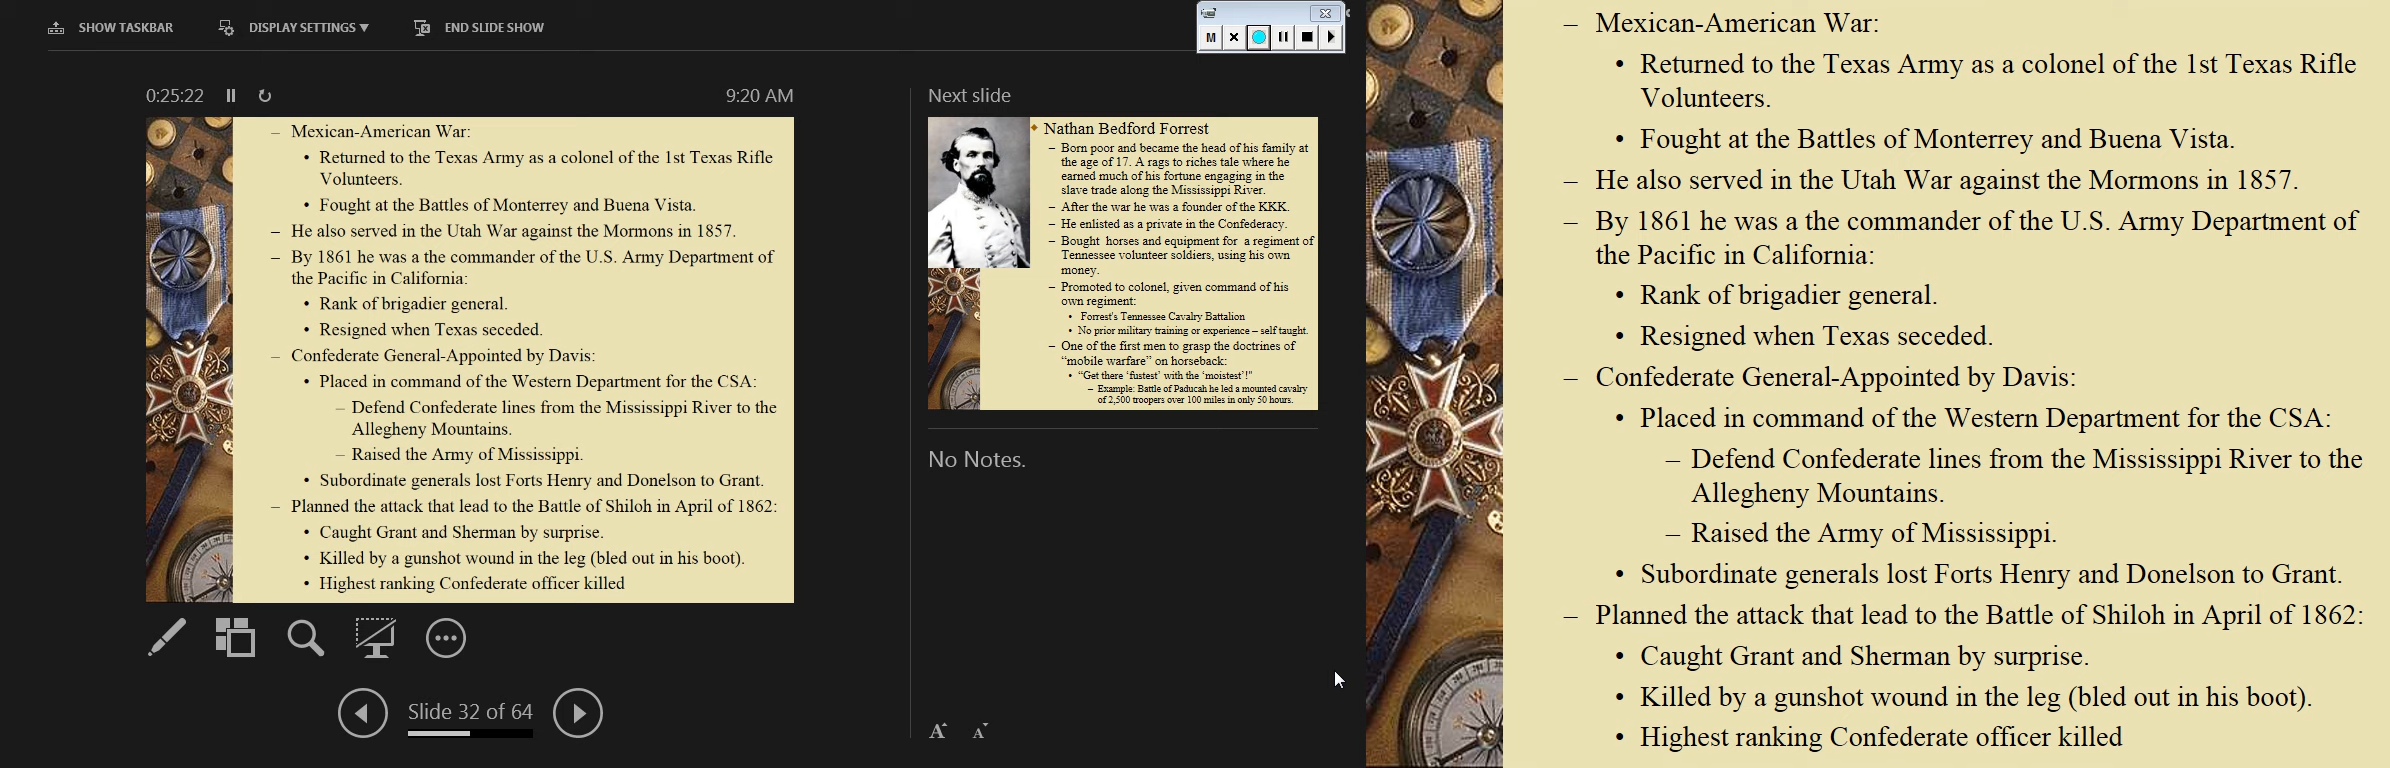 SHOW TASKBAR
DISPLAY SETTINGS ▼
END SLIDE SHOW
M
0:25:22
9:20 AM
– Mexican-American War:
• Returned to the Texas Army as a colonel of the 1st Texas Rifle
Volunteers.
• Fought at the Battles of Monterrey and Buena Vista.
– He also served in the Utah War against the Mormons in 1857.
– By 1861 he was a the commander of the U.S. Army Department of
the Pacific in California:
• Rank of brigadier general.
• Resigned when Texas seceded.
– Confederate General-Appointed by Davis:
• Placed in command of the Western Department for the CSA:
– Defend Confederate lines from the Mississippi River to the
Allegheny Mountains.
– Raised the Army of Mississippi.
• Subordinate generals lost Forts Henry and Donelson to Grant.
– Planned the attack that lead to the Battle of Shiloh in April of 1862:
• Caught Grant and Sherman by surprise.
• Killed by a gunshot wound in the leg (bled out in his boot).
• Highest ranking Confederate officer killed
Slide 32 of 64
Next slide
Nathan Bedford Forrest
– Born poor and became the head of his family at
the age of 17. A rags to riches tale where he
earned much of his fortune engaging in the
slave trade along the Mississippi River.
– After the war he was a founder of the KKK.
– He enlisted as a private in the Confederacy.
– Bought horses and equipment for a regiment of
Tennessee volunteer soldiers, using his own
money.
– Promoted to colonel, given command of his
own regiment:
• Forrest's Tennessee Cavalry Battalion
• No prior military training or experience – self taught.
– One of the first men to grasp the doctrines of
“mobile warfare” on horseback:
• “Get there ‘fustest’ with the ‘moistest’!”
– Example: Battle of Paducah he led a mounted cavalry
of 2,500 troopers over 100 miles in only 50 hours.
No Notes.
A A
– Mexican-American War:
• Returned to the Texas Army as a colonel of the 1st Texas Rifle
Volunteers.
• Fought at the Battles of Monterrey and Buena Vista.
– He also served in the Utah War against the Mormons in 1857.
– By 1861 he was a the commander of the U.S. Army Department of
the Pacific in California:
• Rank of brigadier general.
• Resigned when Texas seceded.
– Confederate General-Appointed by Davis:
• Placed in command of the Western Department for the CSA:
– Defend Confederate lines from the Mississippi River to the
Allegheny Mountains.
– Raised the Army of Mississippi.
• Subordinate generals lost Forts Henry and Donelson to Grant.
– Planned the attack that lead to the Battle of Shiloh in April of 1862:
• Caught Grant and Sherman by surprise.
• Killed by a gunshot wound in the leg (bled out in his boot).
• Highest ranking Confederate officer killed